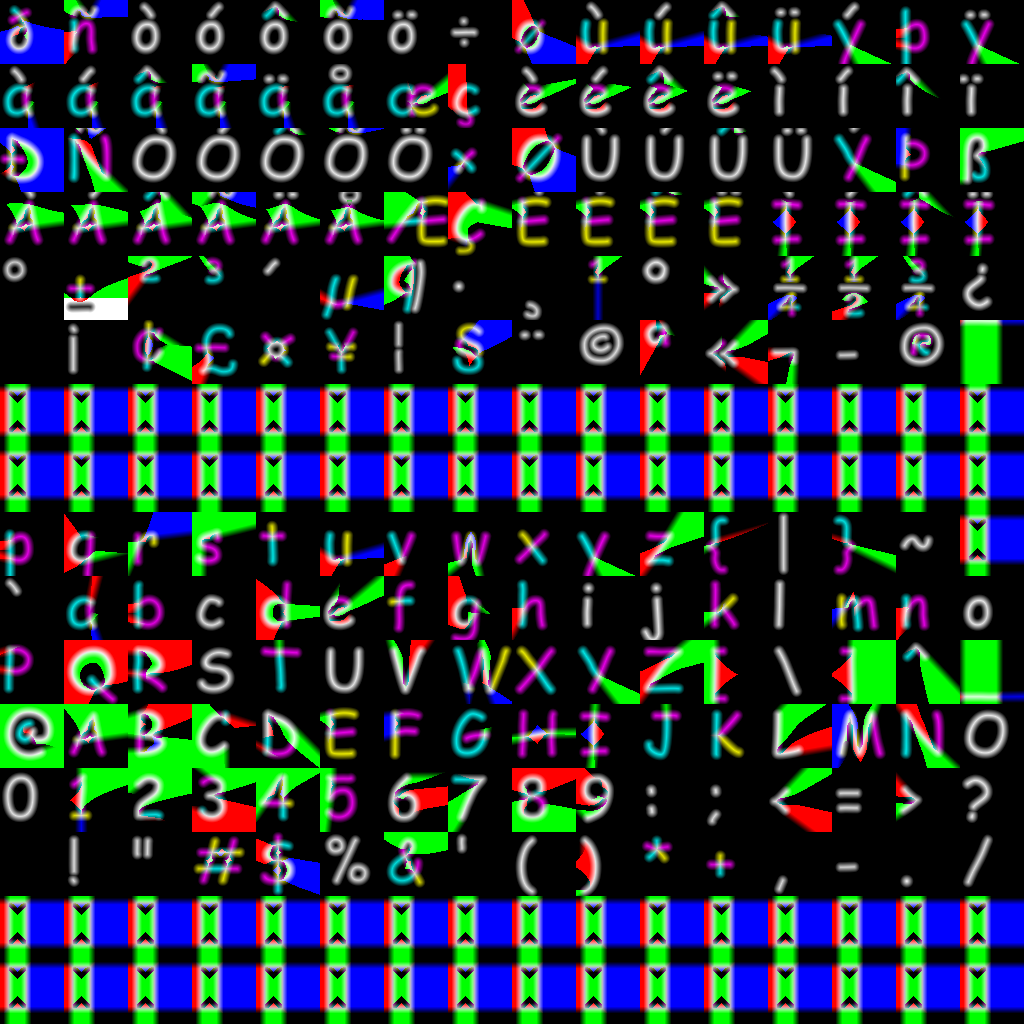 ð ñ ò ó ô õ ö ÷ ø ù ú û ü ý þ ÿ
à á â ã ä å æ ç è é ê ë ì í î ï
Ð Ñ Ò Ó Ô Õ Ö × Ø Ù Ú Û Ü Ý Þ ß
À Á Â Ã Ä Å Æ Ç È É Ê Ë Ì Í Î Ï
° ± ² ³ ´ µ ¶ · ¸ ¹ º » ¼ ½ ¾ ¿
¡ ¢ £ ¤ ¥ ¦ § ¨ © ª « ¬ - ®
p q r s t u v w x y z { | } ~
` a b c d e f g h i j k l m n o
P Q R S T U V W X Y Z [ \ ] ^
@ A B C D E F G H I J K L M N O
0 1 2 3 4 5 6 7 8 9 : ; < = > ?
! " # $ % & ' ( ) * + , - . /